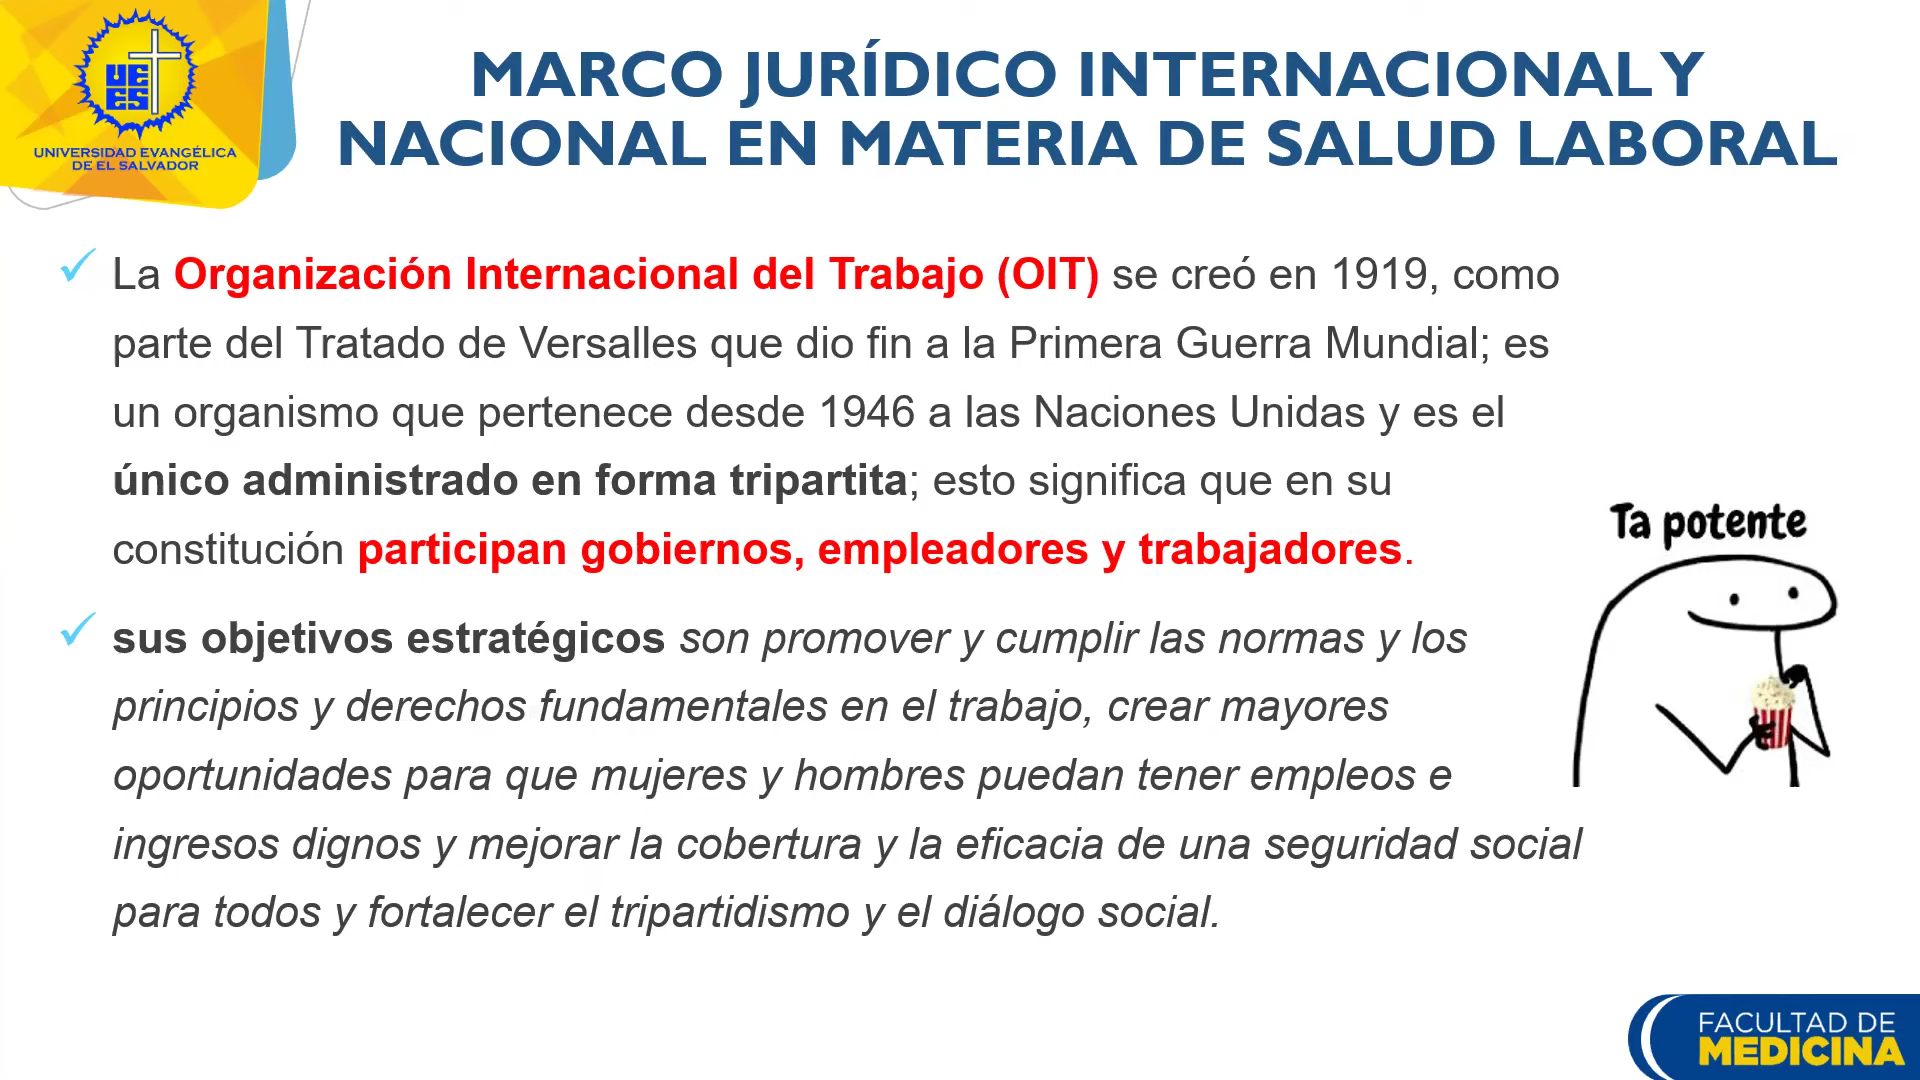 UE
ES
UNIVERSIDAD EVANGÉLICA
DE EL SALVADOR
MARCO JURÍDICO INTERNACIONAL Y
NACIONAL EN MATERIA DE SALUD LABORAL
La Organización Internacional del Trabajo (OIT) se creó en 1919, como
parte del Tratado de Versalles que dio fin a la Primera Guerra Mundial; es
un organismo que pertenece desde 1946 a las Naciones Unidas y es el
único administrado en forma tripartita; esto significa que en su
constitución participan gobiernos, empleadores y trabajadores.
Ta potente
sus objetivos estratégicos son promover y cumplir las normas y los
principios y derechos fundamentales en el trabajo, crear mayores
oportunidades para que mujeres y hombres puedan tener empleos e
ingresos dignos y mejorar la cobertura y la eficacia de una seguridad social
para todos y fortalecer el tripartidismo y el diálogo social.
FACULTAD DE
MEDICINA